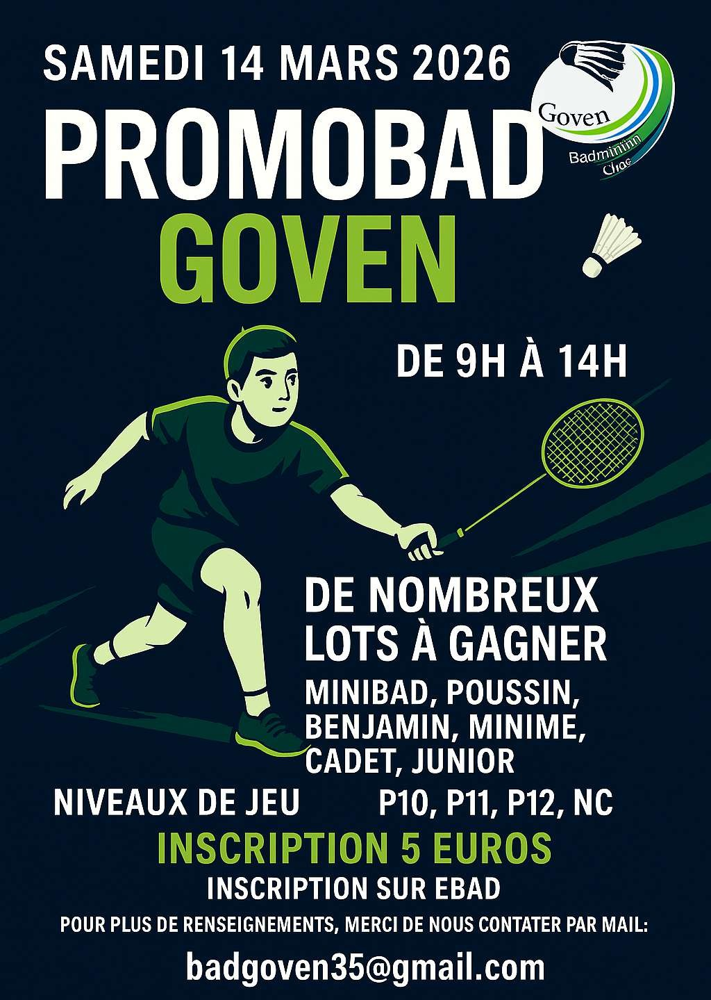 SAMEDI 14 MARS 2026
PROMOBAD
GOVEN
Goven
DE 9H À 14H
DE NOMBREUX
LOTS À GAGNER
MINIBAD, POUSSIN,
BENJAMIN, MINIME,
CADET, JUNIOR
NIVEAUX DE JEU P10, P11, P12, NC
INSCRIPTION 5 EUROS
INSCRIPTION SUR EBAD
POUR PLUS DE RENSEIGNEMENTS, MERCI DE NOUS CONTATER PAR MAIL:
badgoven35@gmail.com